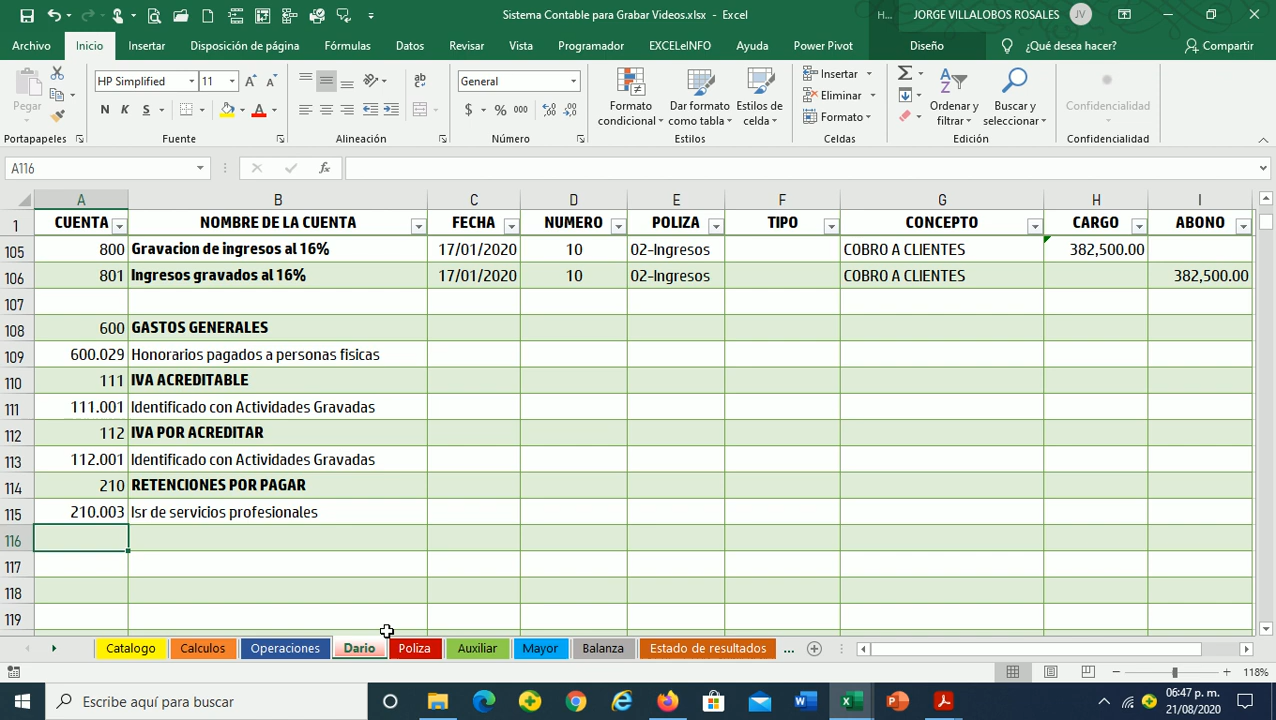 Sistema Contable para Grabar Videos.xlsx - Excel
H...
JORGE VILLALOBOS ROSALES
JV
Archivo
Inicio
Insertar
Disposición de página
Fórmulas
Datos
Revisar
Vista
Programador
EXCELeINFO
Ayuda
Power Pivot
Diseño
¿Qué desea hacer?
Compartir
Pegar
HP Simplified
11
N K S
General
$ % 000
Formato condicional
Dar formato como tabla
Estilos de celda
Insertar
Eliminar
Formato
Ordenar y filtrar
Buscar y seleccionar
Confidencialidad
Portapapeles
Fuente
Alineación
Número
Estilos
Celdas
Edición
Confidencialidad
A116
fx
A B C D E F G H I
1 CUENTA NOMBRE DE LA CUENTA FECHA NUMERO POLIZA TIPO CONCEPTO CARGO ABONO
105 800 Gravacion de ingresos al 16% 17/01/2020 10 02-Ingresos COBRO A CLIENTES 382,500.00
106 801 Ingresos gravados al 16% 17/01/2020 10 02-Ingresos COBRO A CLIENTES 382,500.00
107
108 600 GASTOS GENERALES
109 600.029 Honorarios pagados a personas fisicas
110 111 IVA ACREDITABLE
111 111.001 Identificado con Actividades Gravadas
112 112 IVA POR ACREDITAR
113 112.001 Identificado con Actividades Gravadas
114 210 RETENCIONES POR PAGAR
115 210.003 Isr de servicios profesionales
116
117
118
119
Catalogo
Calculos
Operaciones
Dario
Poliza
Auxiliar
Mayor
Balanza
Estado de resultados
...
118%
Escribe aquí para buscar
06:47 p. m.
21/08/2020